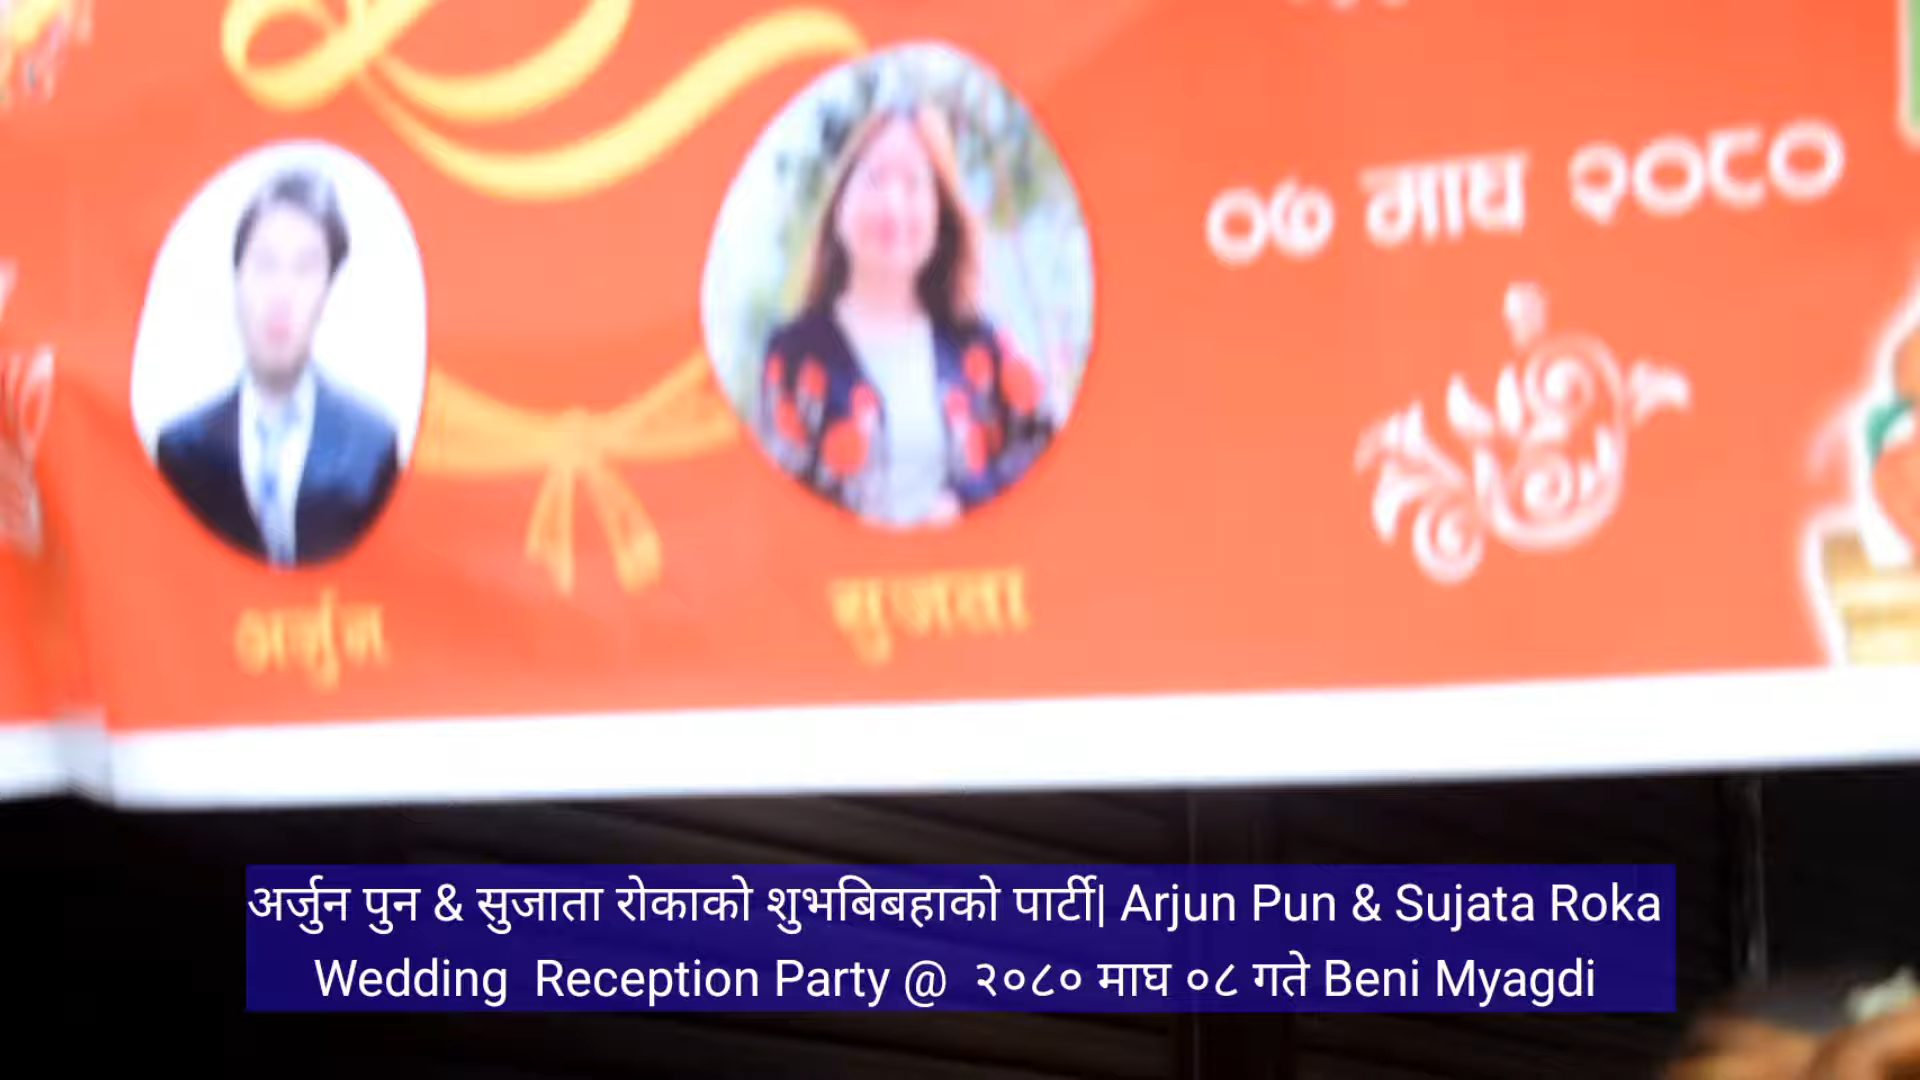 ०७ माघ २०८०
अर्जुन
सुजाता
अर्जुन पुन & सुजाता रोकाको शुभबिबहाको पार्टी| Arjun Pun & Sujata Roka
Wedding Reception Party @ २०८० माघ ०८ गते Beni Myagdi